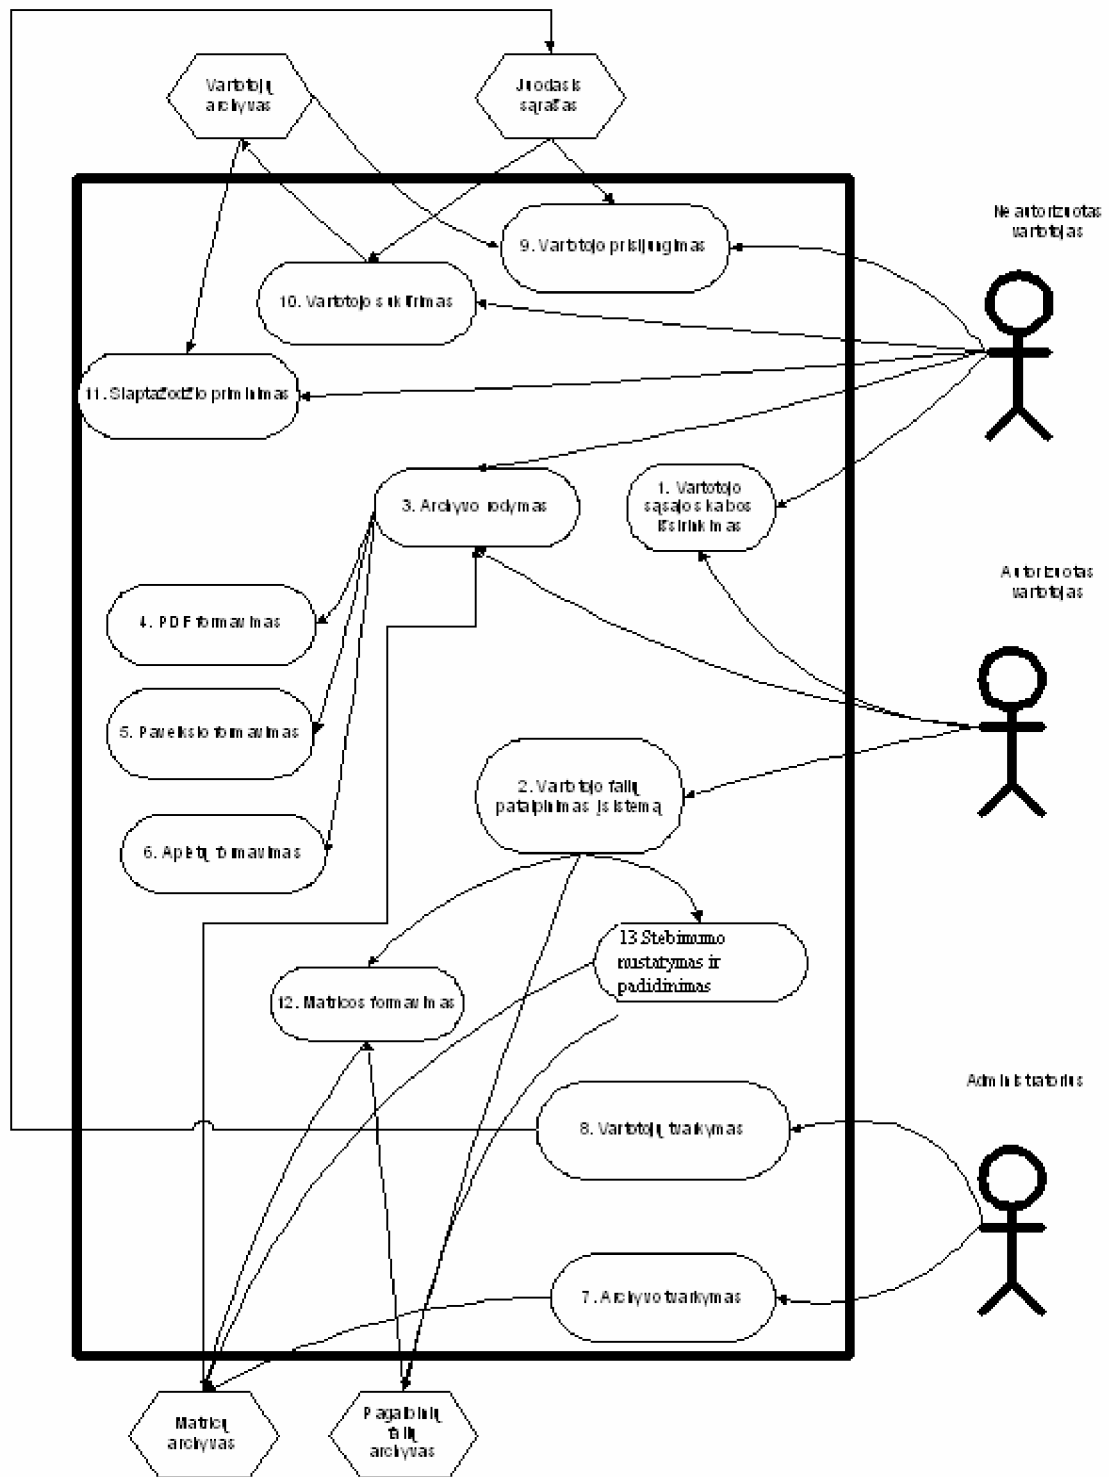 Vartotojų
archyvas
Juodasis
sąrašas
Neautorizuotas
vartotojas
9. Vartotojo prisijungimas
10. Vartotojo sukūrimas
11. Slaptažodžio priminimas
3. Archyvo rodymas
1. Vartotojo
sąsajos kalbos
išsirinkimas
Autorizuotas
vartotojas
4. PDF formavimas
5. Paveikslo formavimas
2. Vartotojo failų
patalpinimas į sistemą
6. Apletų formavimas
13.Stebimumo
nustatymas ir
padidinimas
12. Matricos formavimas
Administratorius
8. Vartotojų tvarkymas
7. Archyvo tvarkymas
Matricų
archyvas
Pagalbinių
failų
archyvas